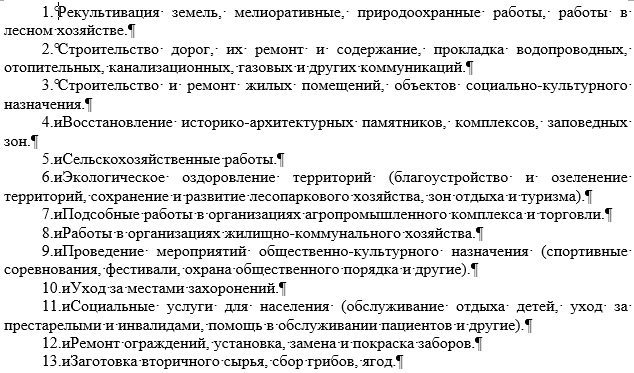 1.°Рекультивация земель, мелиоративные, природоохранные работы, работы в
лесном хозяйстве.¶
2.°Строительство дорог, их ремонт и содержание, прокладка водопроводных,
отопительных, канализационных, газовых и других коммуникаций.¶
3.°Строительство и ремонт жилых помещений, объектов социально-культурного
назначения.¶
4.иВосстановление историко-архитектурных памятников, комплексов, заповедных
зон.¶
5.иСельскохозяйственные работы.¶
6.иЭкологическое оздоровление территорий (благоустройство и озеленение
территорий, сохранение и развитие лесопаркового хозяйства, зон отдыха и туризма).¶
7.иПодсобные работы в организациях агропромышленного комплекса и торговли.¶
8.иРаботы в организациях жилищно-коммунального хозяйства.¶
9.иПроведение мероприятий общественно-культурного назначения (спортивные
соревнования, фестивали, охрана общественного порядка и другие).¶
10.иУход за местами захоронений.¶
11.иСоциальные услуги для населения (обслуживание отдыха детей, уход за
престарелыми и инвалидами, помощь в обслуживании пациентов и другие).¶
12.иРемонт ограждений, установка, замена и покраска заборов.¶
13.иЗаготовка вторичного сырья, сбор грибов, ягод.¶